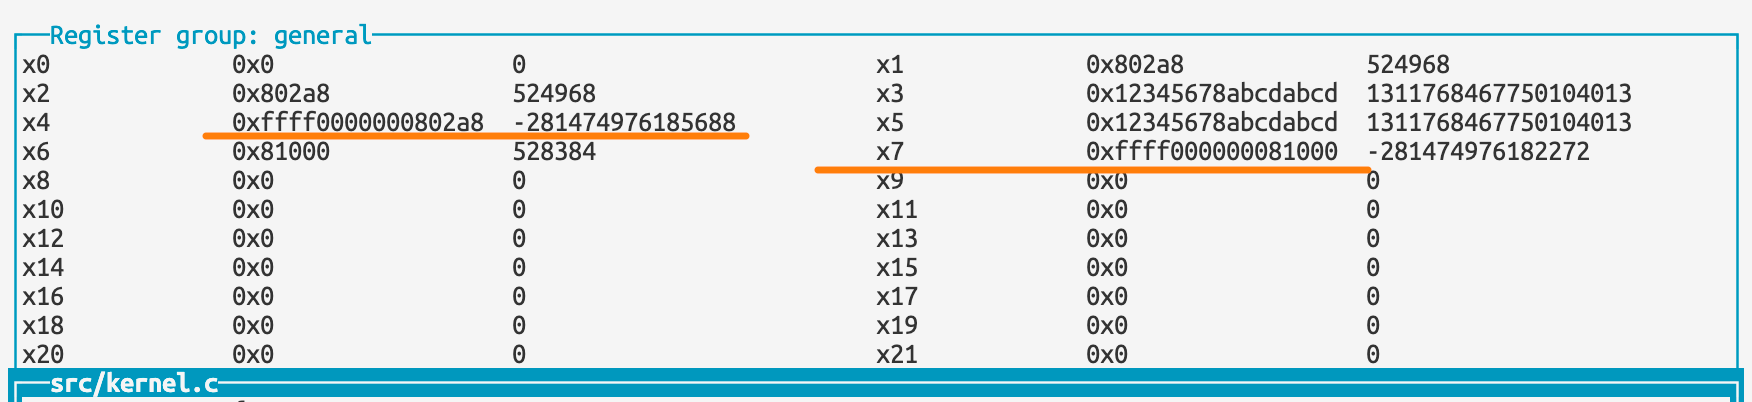 Register group: general
x0 0x0 0 x1 0x802a8 524968
x2 0x802a8 524968 x3 0x12345678abcdabcd 1311768467750104013
x4 0xffff0000000802a8 -281474976185688 x5 0x12345678abcdabcd 1311768467750104013
x6 0x81000 528384 x7 0xffff000000081000 -281474976182272
x8 0x0 0 x9 0x0 0
x10 0x0 0 x11 0x0 0
x12 0x0 0 x13 0x0 0
x14 0x0 0 x15 0x0 0
x16 0x0 0 x17 0x0 0
x18 0x0 0 x19 0x0 0
x20 0x0 0 x21 0x0 0
src/kernel.c